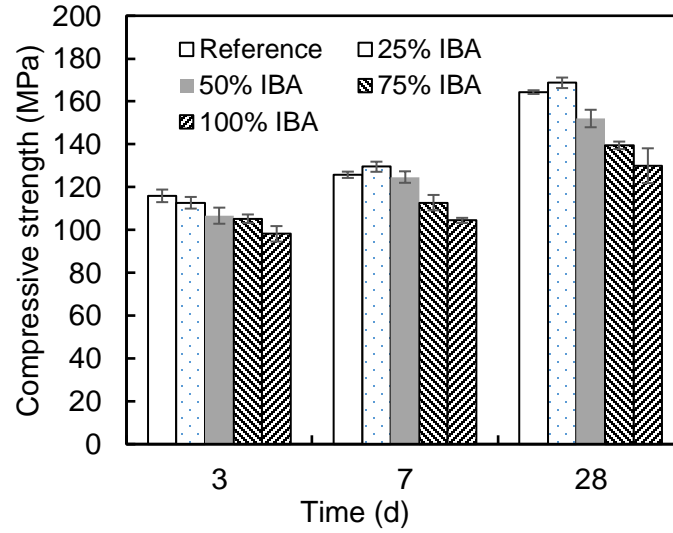 200
180
160
140
120
100
80
60
40
20
0
Compressive strength (MPa)
Reference 25% IBA
50% IBA 75% IBA
100% IBA
3 7 28
Time (d)